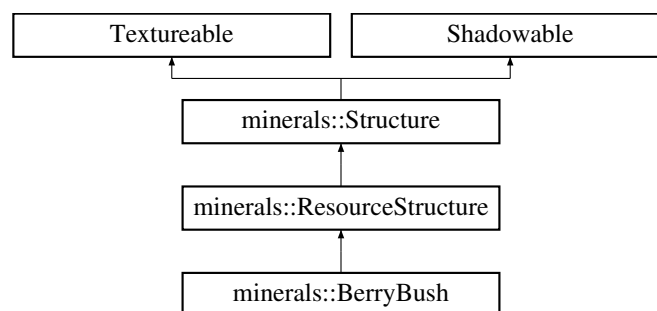 Textureable
Shadowable
minerals::Structure
minerals::ResourceStructure
minerals::BerryBush